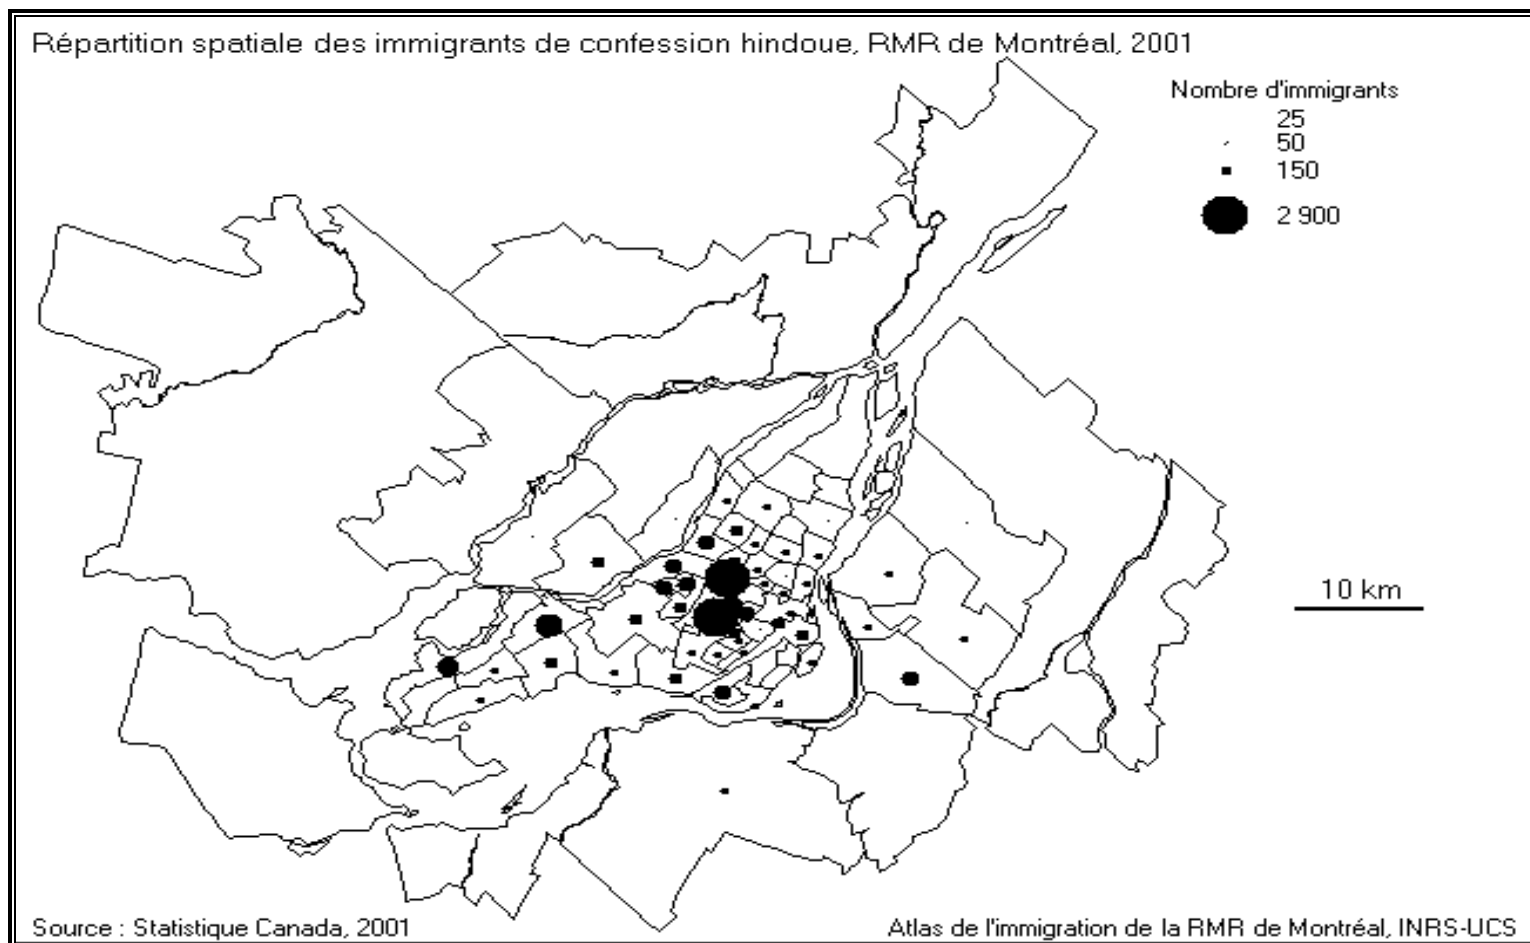 Répartition spatiale des immigrants de confession hindoue, RMR de Montréal, 2001
Nombre d'immigrants
25
50
150
2 900
10 km
Source : Statistique Canada, 2001
Atlas de l'immigration de la RMR de Montréal, INRS-UCS